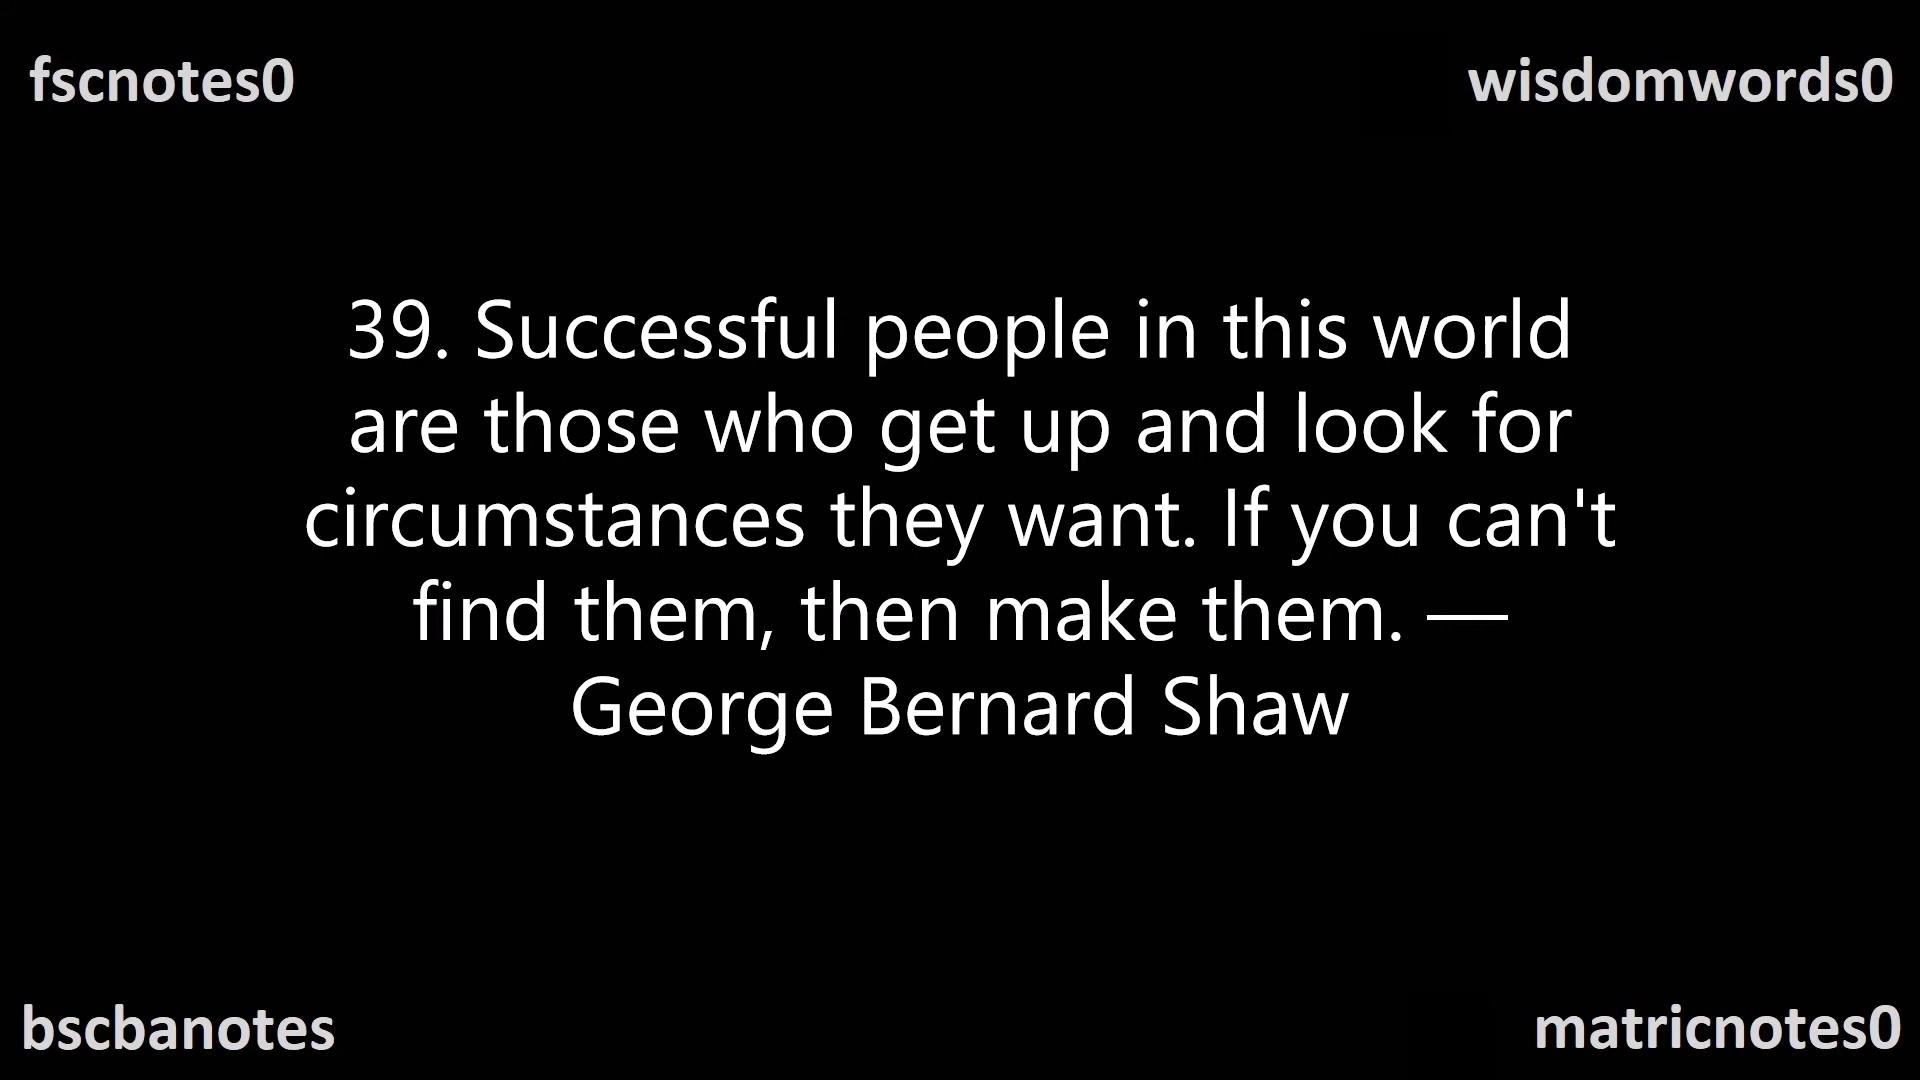 fscnotes0
wisdomwords0
39. Successful people in this world
are those who get up and look for
circumstances they want. If you can't
find them, then make them. —
George Bernard Shaw
bscbanotes
matricnotes0